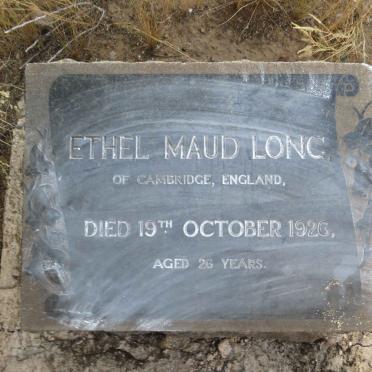 ETHEL MAUD LONG,
OF CAMBRIDGE, ENGLAND,
DIED 19TH OCTOBER 1926,
AGED 26 YEARS.